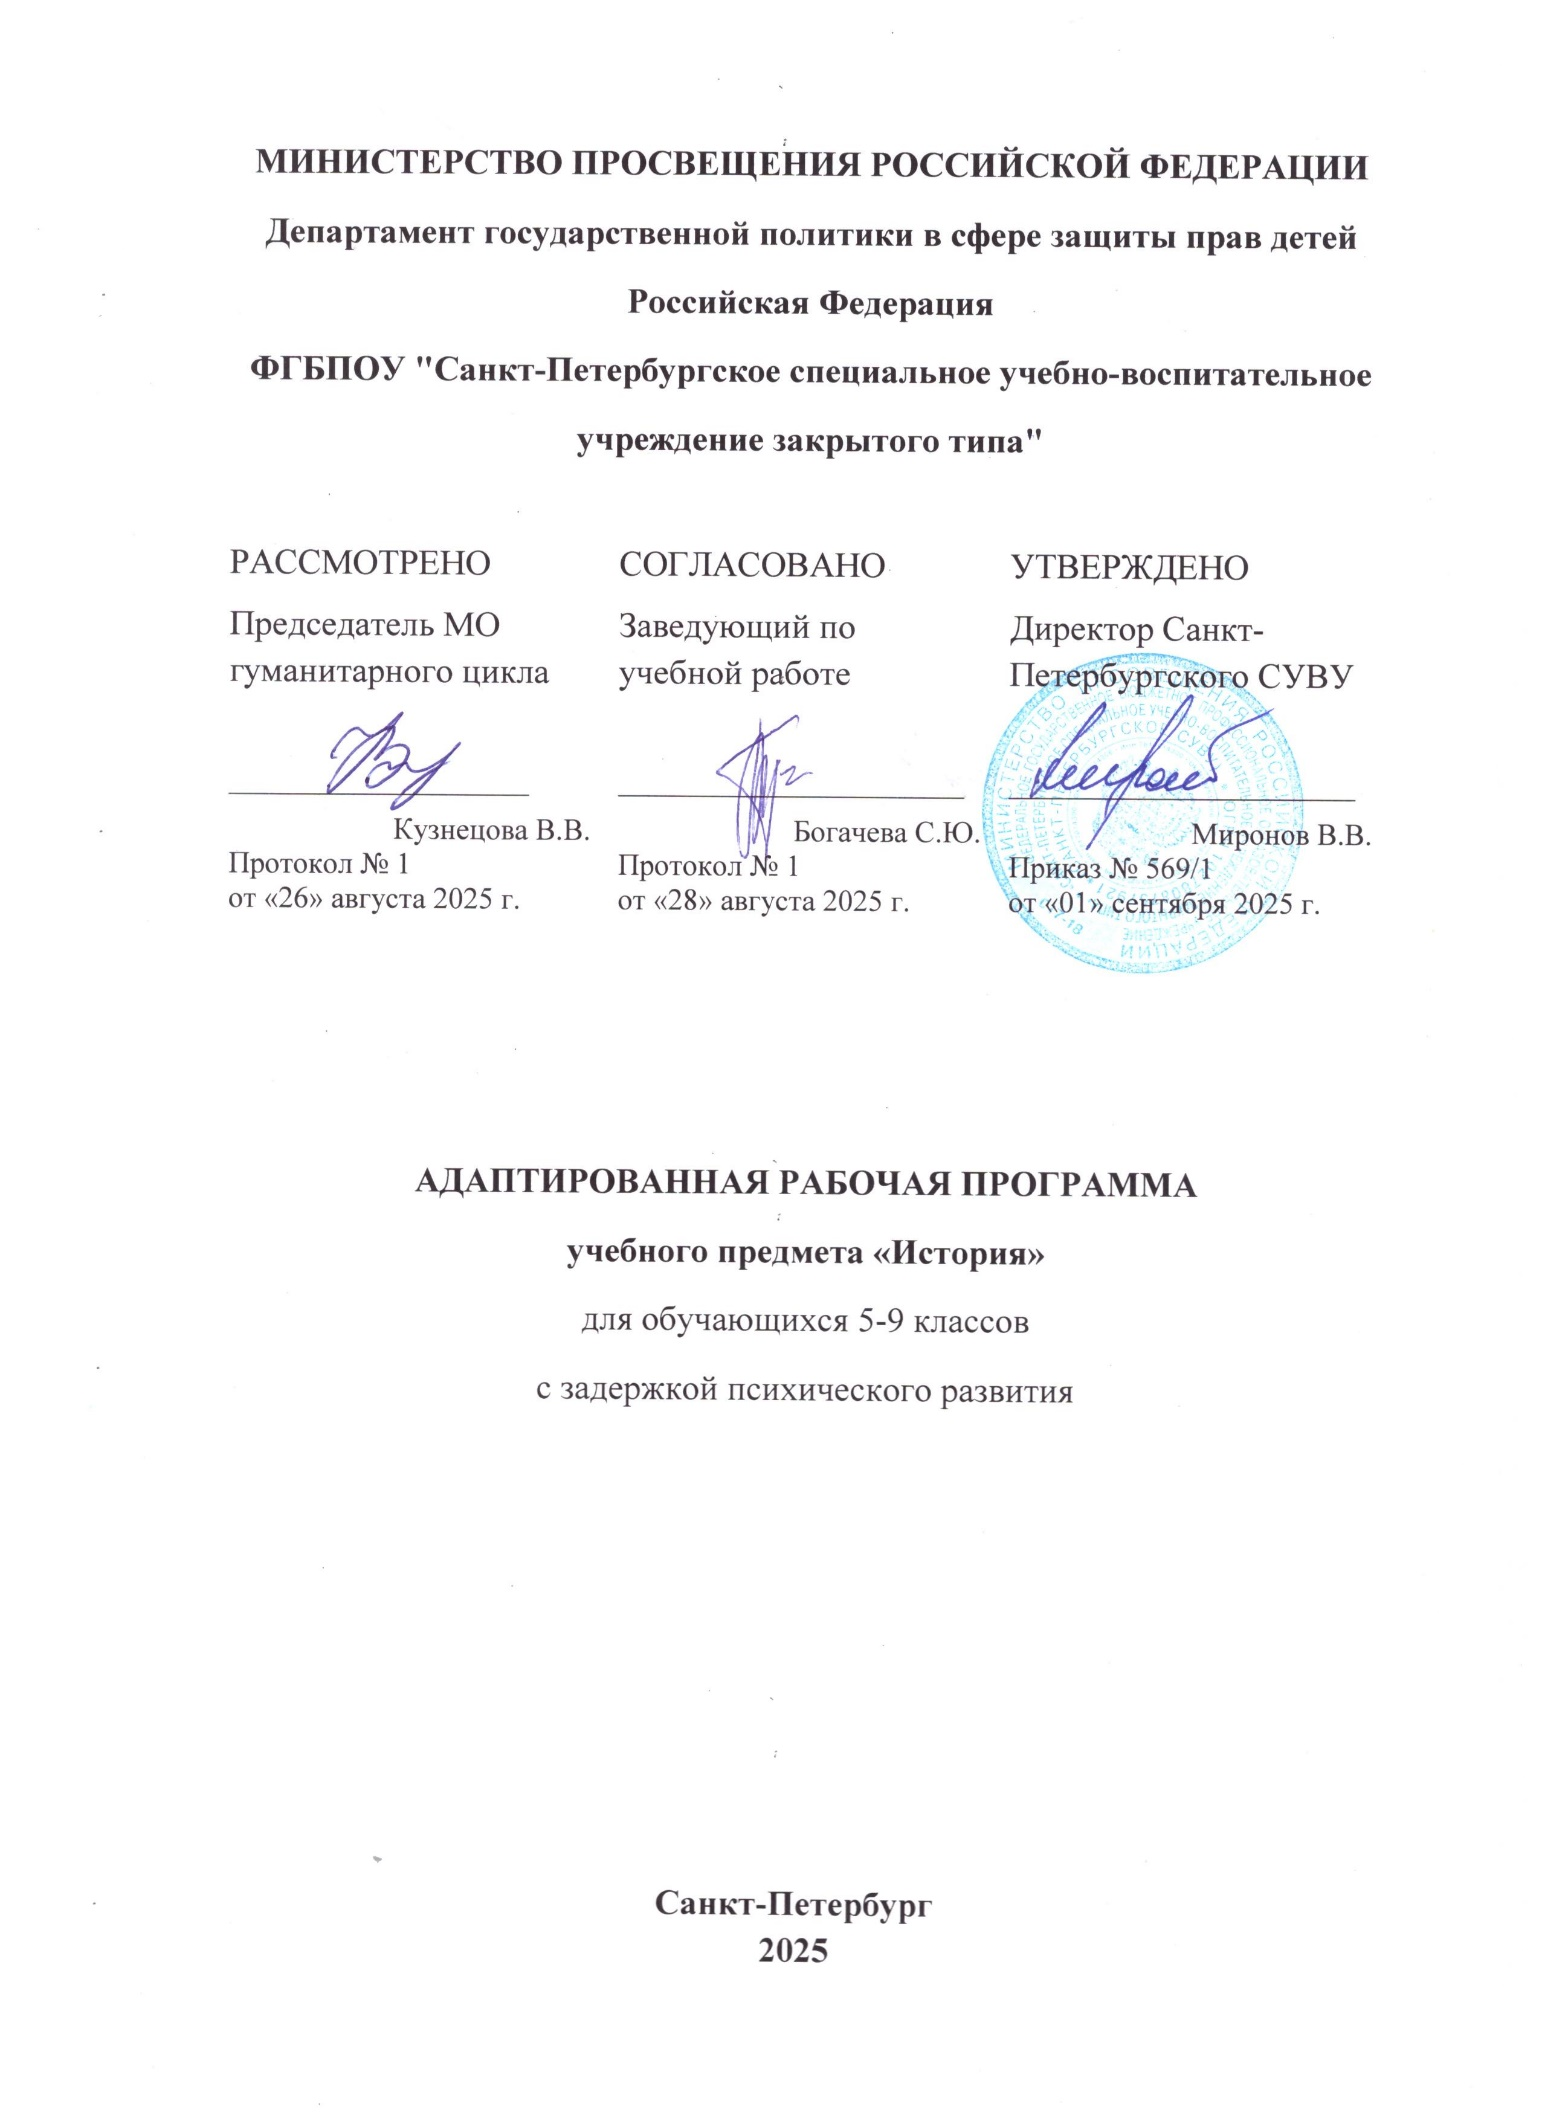 МИНИСТЕРСТВО ПРОСВЕЩЕНИЯ РОССИЙСКОЙ ФЕДЕРАЦИИ
Департамент государственной политики в сфере защиты прав детей
Российская Федерация
ФГБПОУ "Санкт-Петербургское специальное учебно-воспитательное
учреждение закрытого типа"
РАССМОТРЕНО
Председатель МО
гуманитарного цикла
Кузнецова В.В.
Протокол № 1
от «26» августа 2025 г.
СОГЛАСОВАНО
Заведующий по
учебной работе
Богачева С.Ю.
Протокол № 1
от «28» августа 2025 г.
УТВЕРЖДЕНО
Директор Санкт-
Петербургского СУВУ
Миронов В.В.
Приказ № 569/1
от «01» сентября 2025 г.
АДАПТИРОВАННАЯ РАБОЧАЯ ПРОГРАММА
учебного предмета «История»
для обучающихся 5-9 классов
с задержкой психического развития
Санкт-Петербург
2025